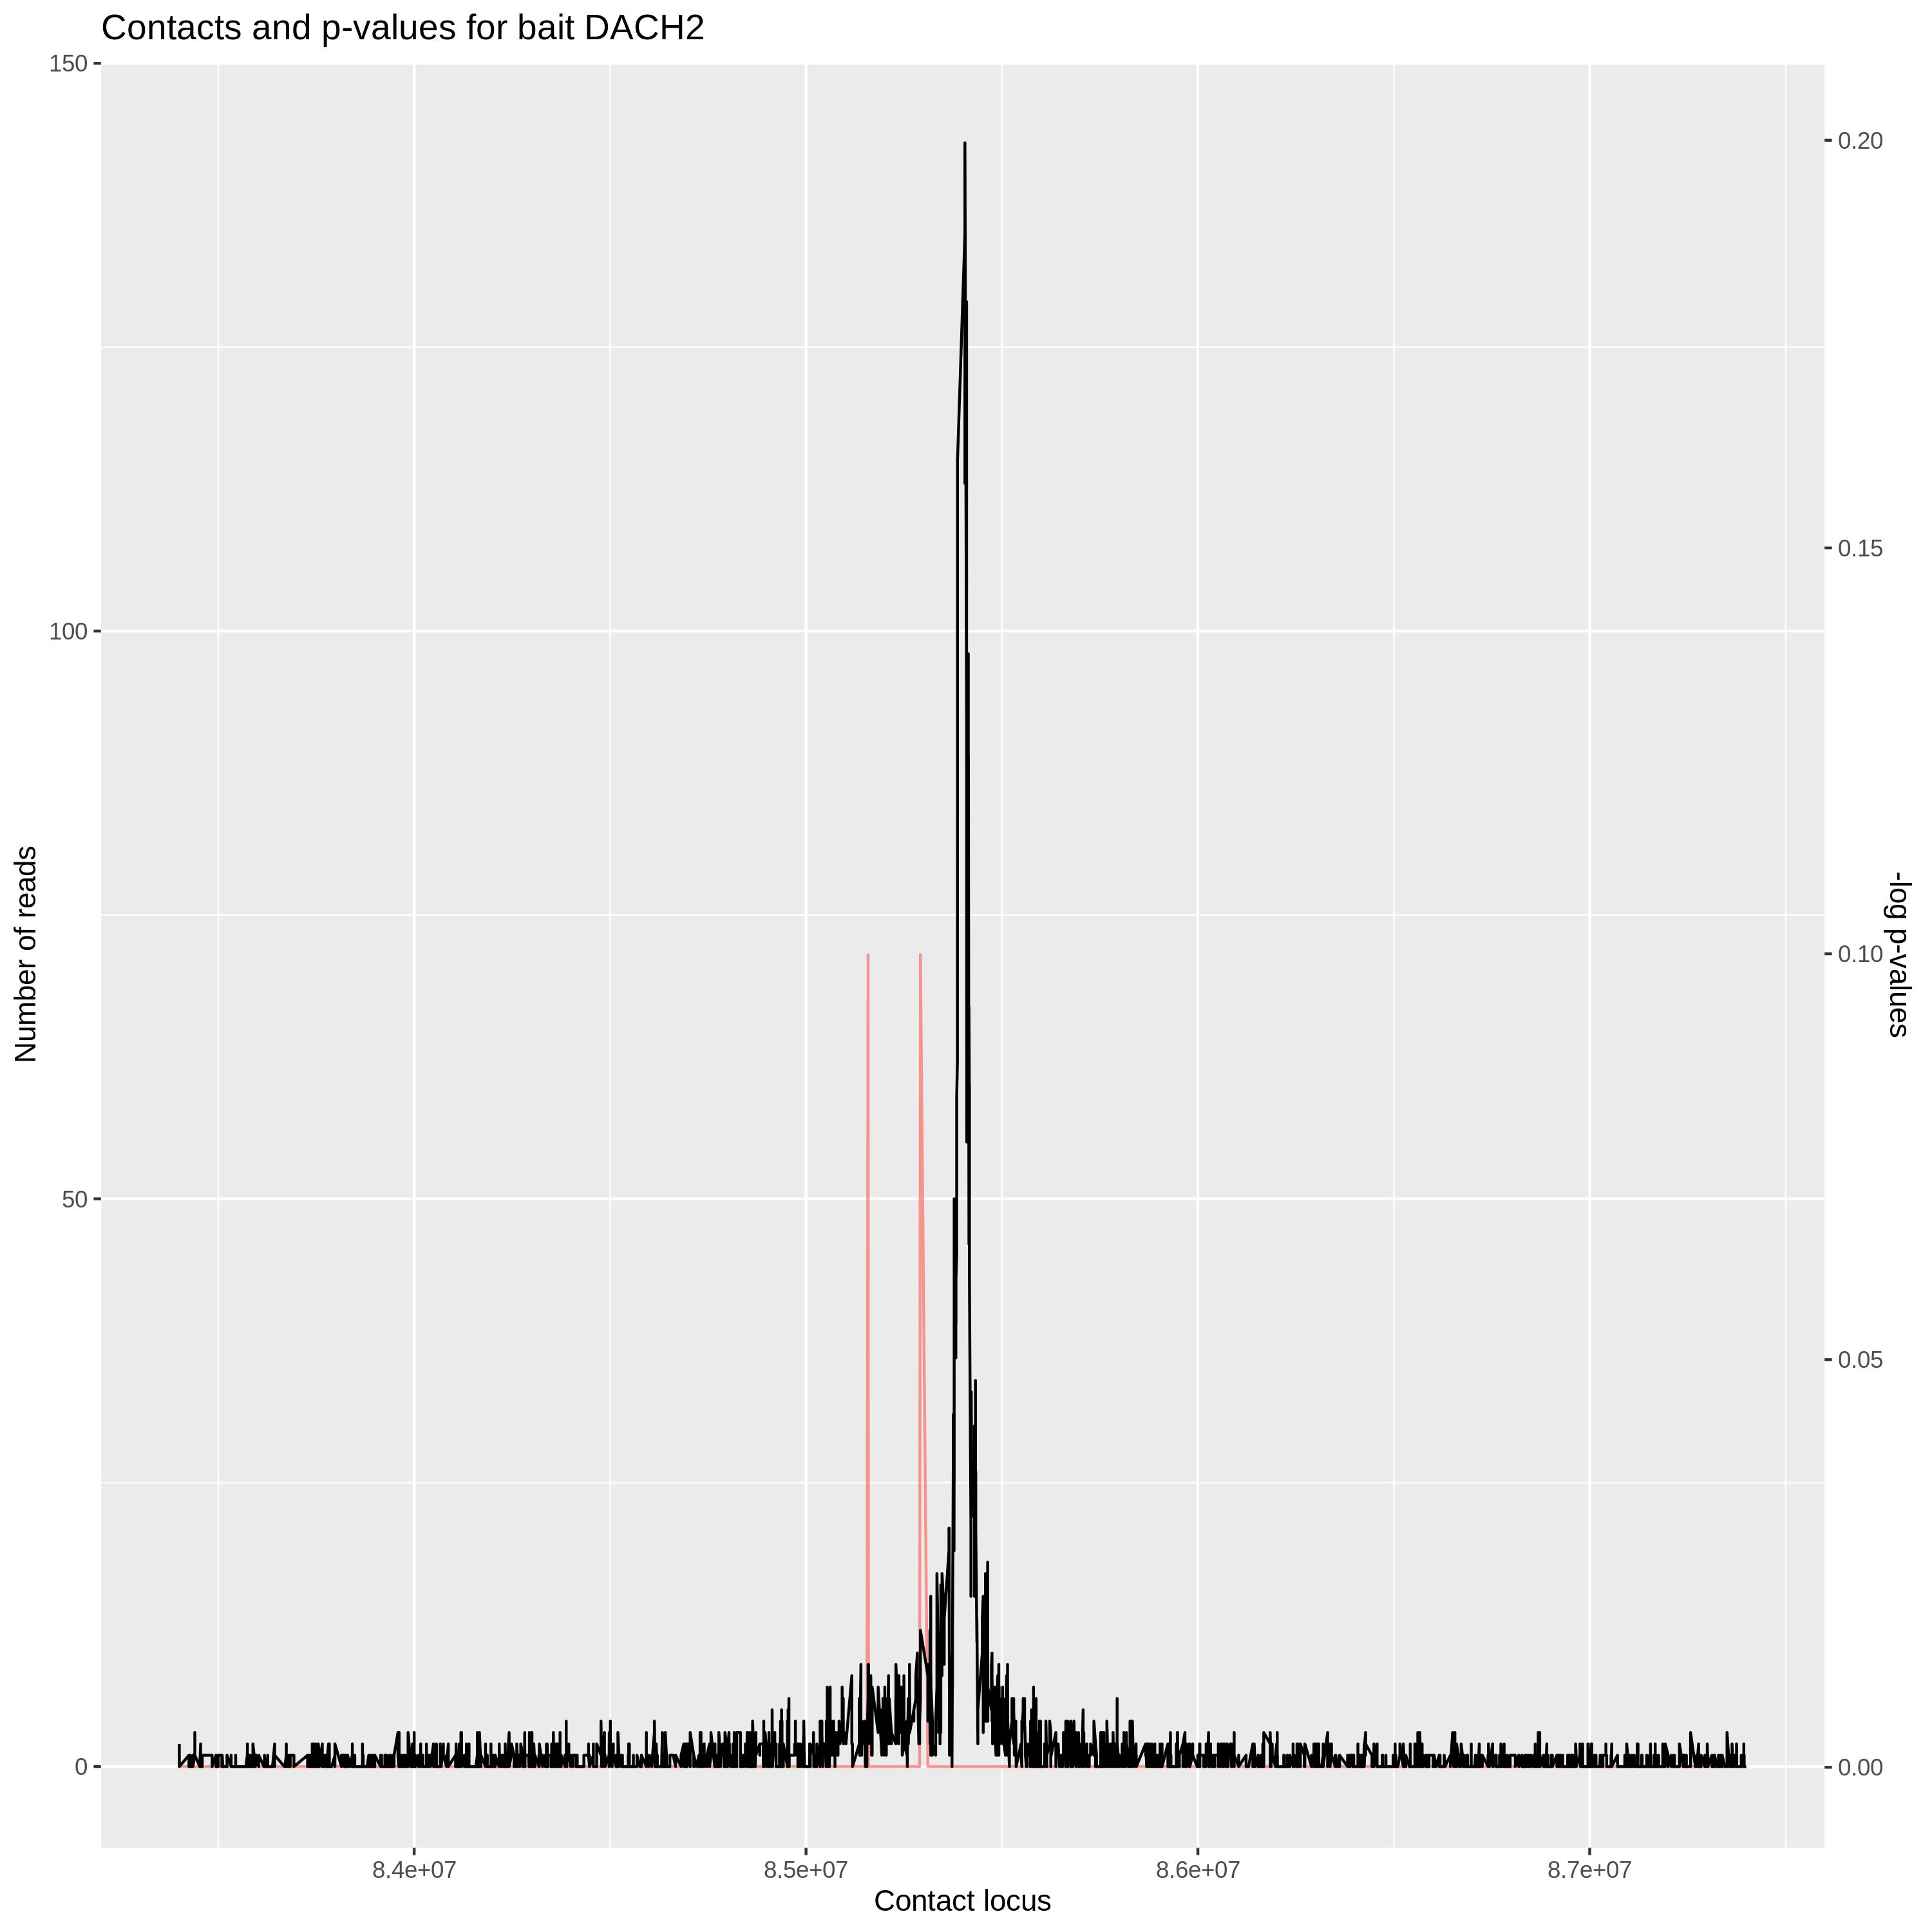 Contacts and p-values for bait DACH2
150
100
50
0
Number of reads
0.20
0.15
0.10
0.05
0.00
-log p-values
8.4e+07
8.5e+07
8.6e+07
8.7e+07
Contact locus